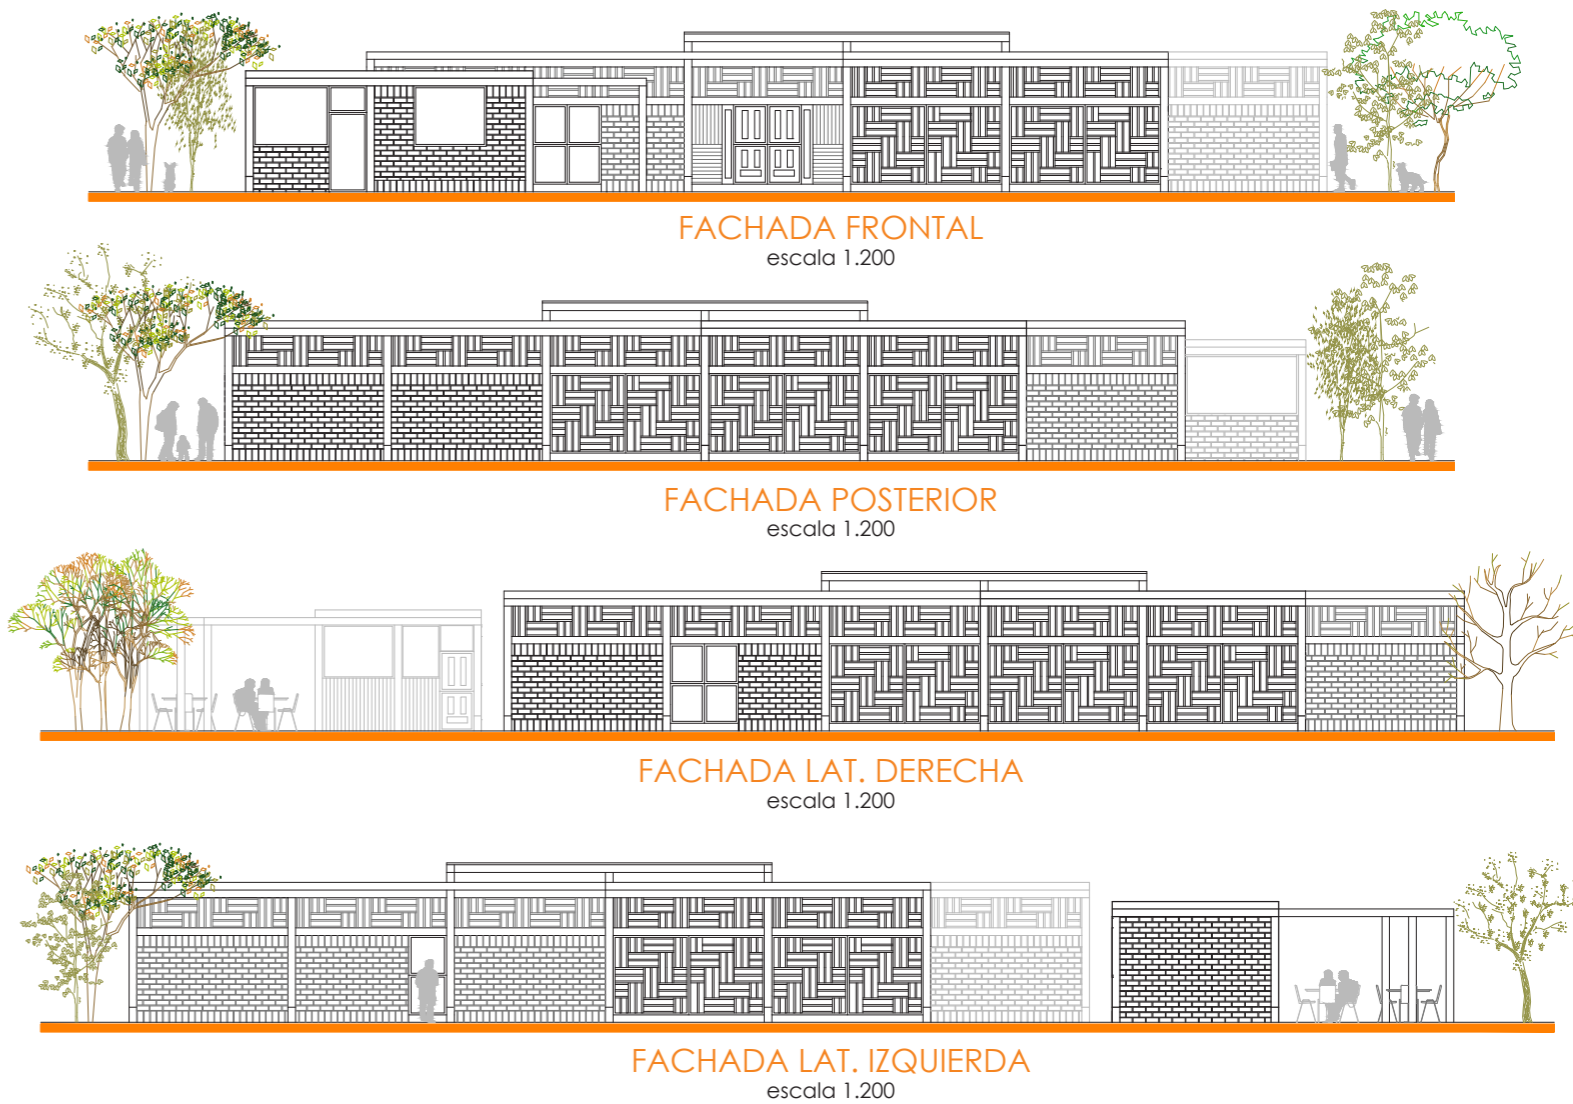 FACHADA FRONTAL
escala 1.200
FACHADA POSTERIOR
escala 1.200
FACHADA LAT. DERECHA
escala 1.200
FACHADA LAT. IZQUIERDA
escala 1.200